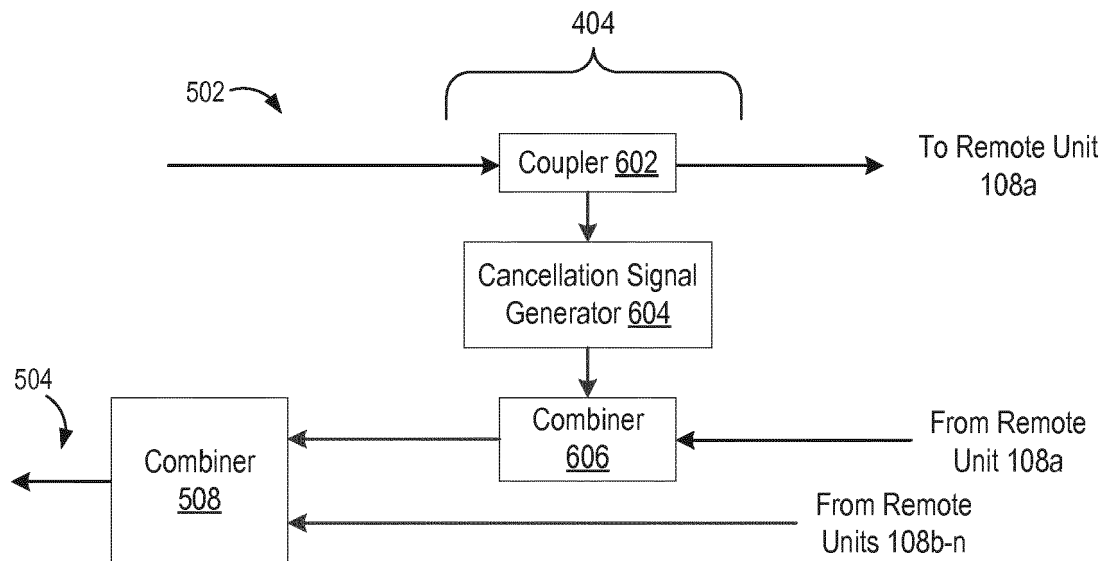 404
502
Coupler 602
To Remote Unit
108a
Cancellation Signal
Generator 604
504
Combiner
508
Combiner
606
From Remote
Unit 108a
From Remote
Units 108b-n